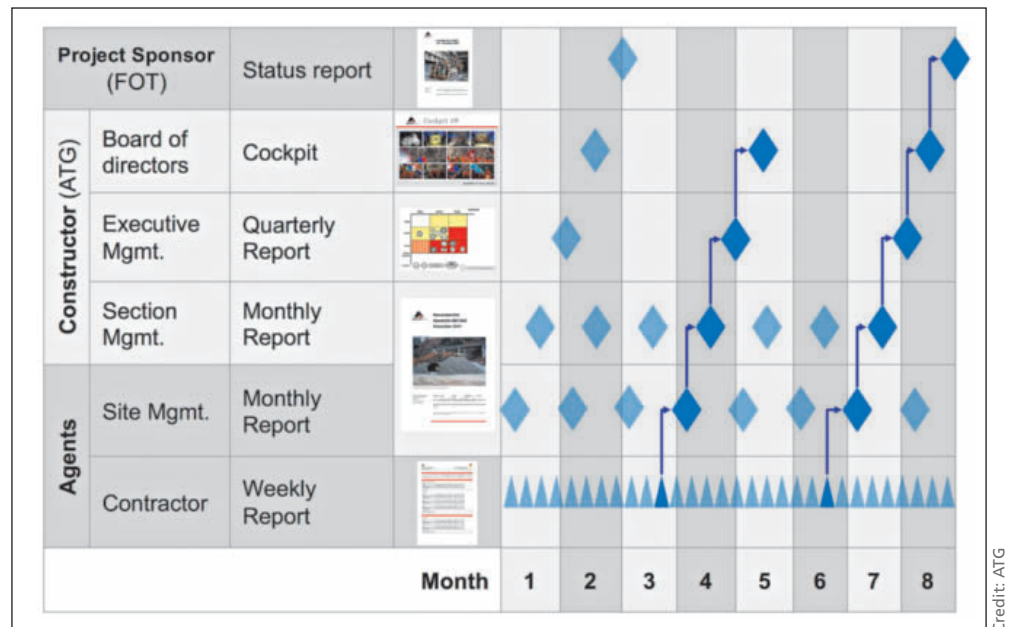 Project Sponsor
(FOT)
Status report
Constructor (ATG)
Board of
directors
Cockpit
Cockpit VR
Executive
Mgmt.
Quarterly
Report
Section
Mgmt.
Monthly
Report
Agents
Site Mgmt.
Monthly
Report
Contractor
Weekly
Report
Month 1 2 3 4 5 6 7 8
Credit: ATG